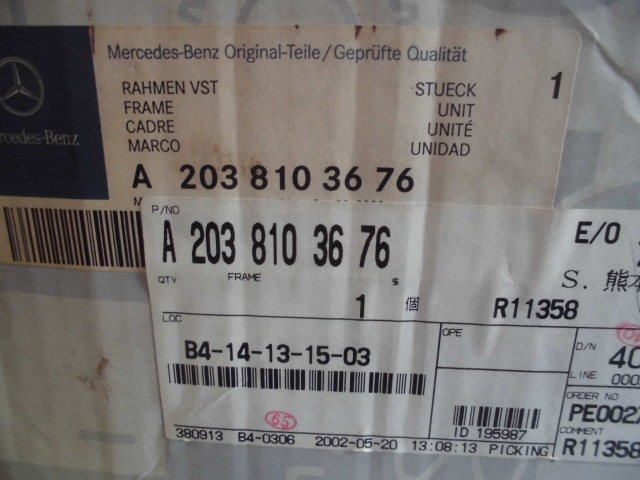 Mercedes-Benz Original-Teile/Geprüfte Qualität
RAHMEN VST STUECK 1
FRAME UNIT
CADRE UNITÉ
MARCO UNIDAD
A 203 810 36 76
P/NO
A 203 810 36 76 E/O
QTY FRAME $ S. 熊本
1 個 R11358
LOC
B4-14-13-15-03
OPE
D/N
40
LINE 000
ORDER NO
PE002
COMMENT
R11358
ID 195987
65
380913 B4-0306 2002-05-20 13:08:13 PICKING